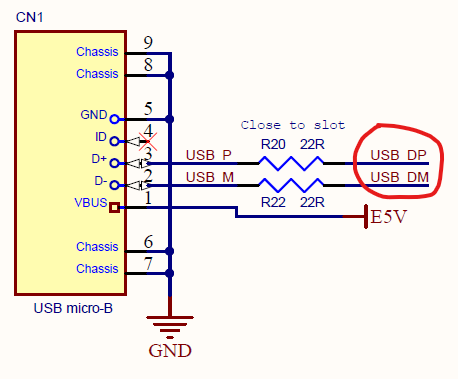 CN1
Chassis 9
Chassis 8
GND 5
ID 4
D+ 3
D- 2
VBUS 1
Chassis 6
Chassis 7
USB micro-B
Close to slot
R20 22R
USB_P USB_DP
USB_M USB_DM
R22 22R
E5V
GND